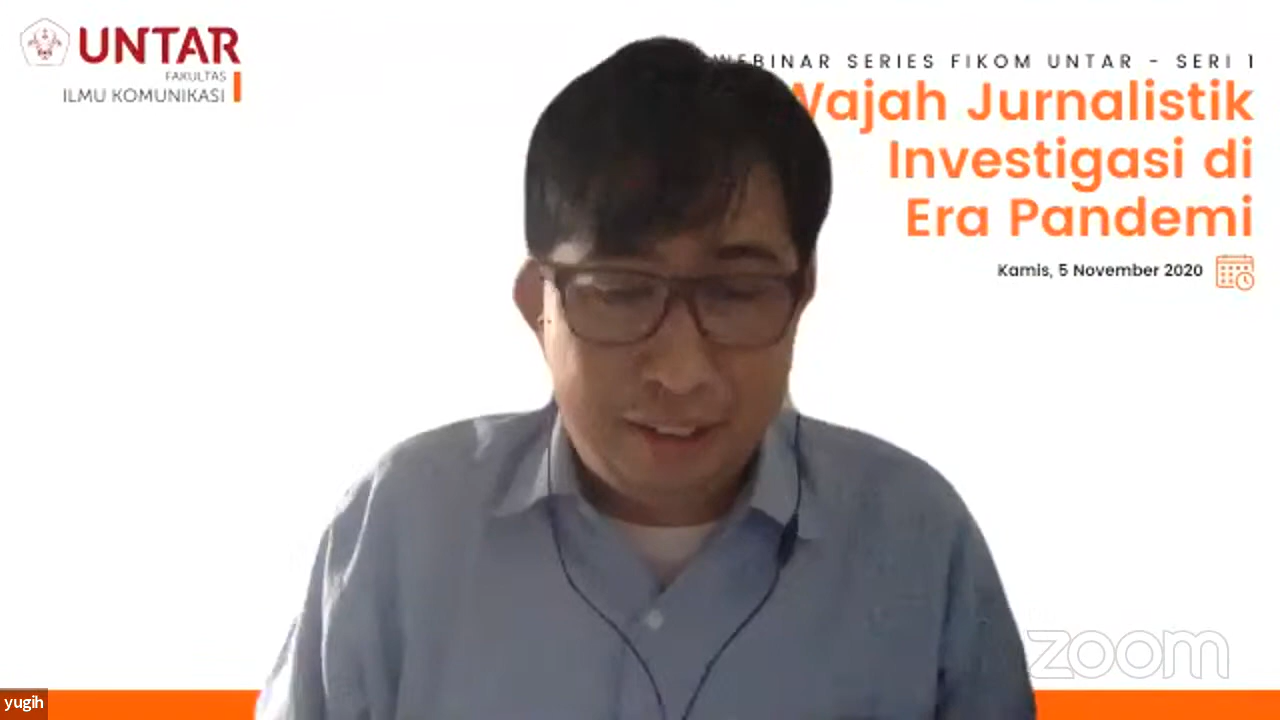 UNTAR
FAKULTAS
ILMU KOMUNIKASI
WEBINAR SERIES FIKOM UNTAR - SERI 1
Wajah Jurnalistik
Investigasi di
Era Pandemi
Kamis, 5 November 2020
zoom
yugih